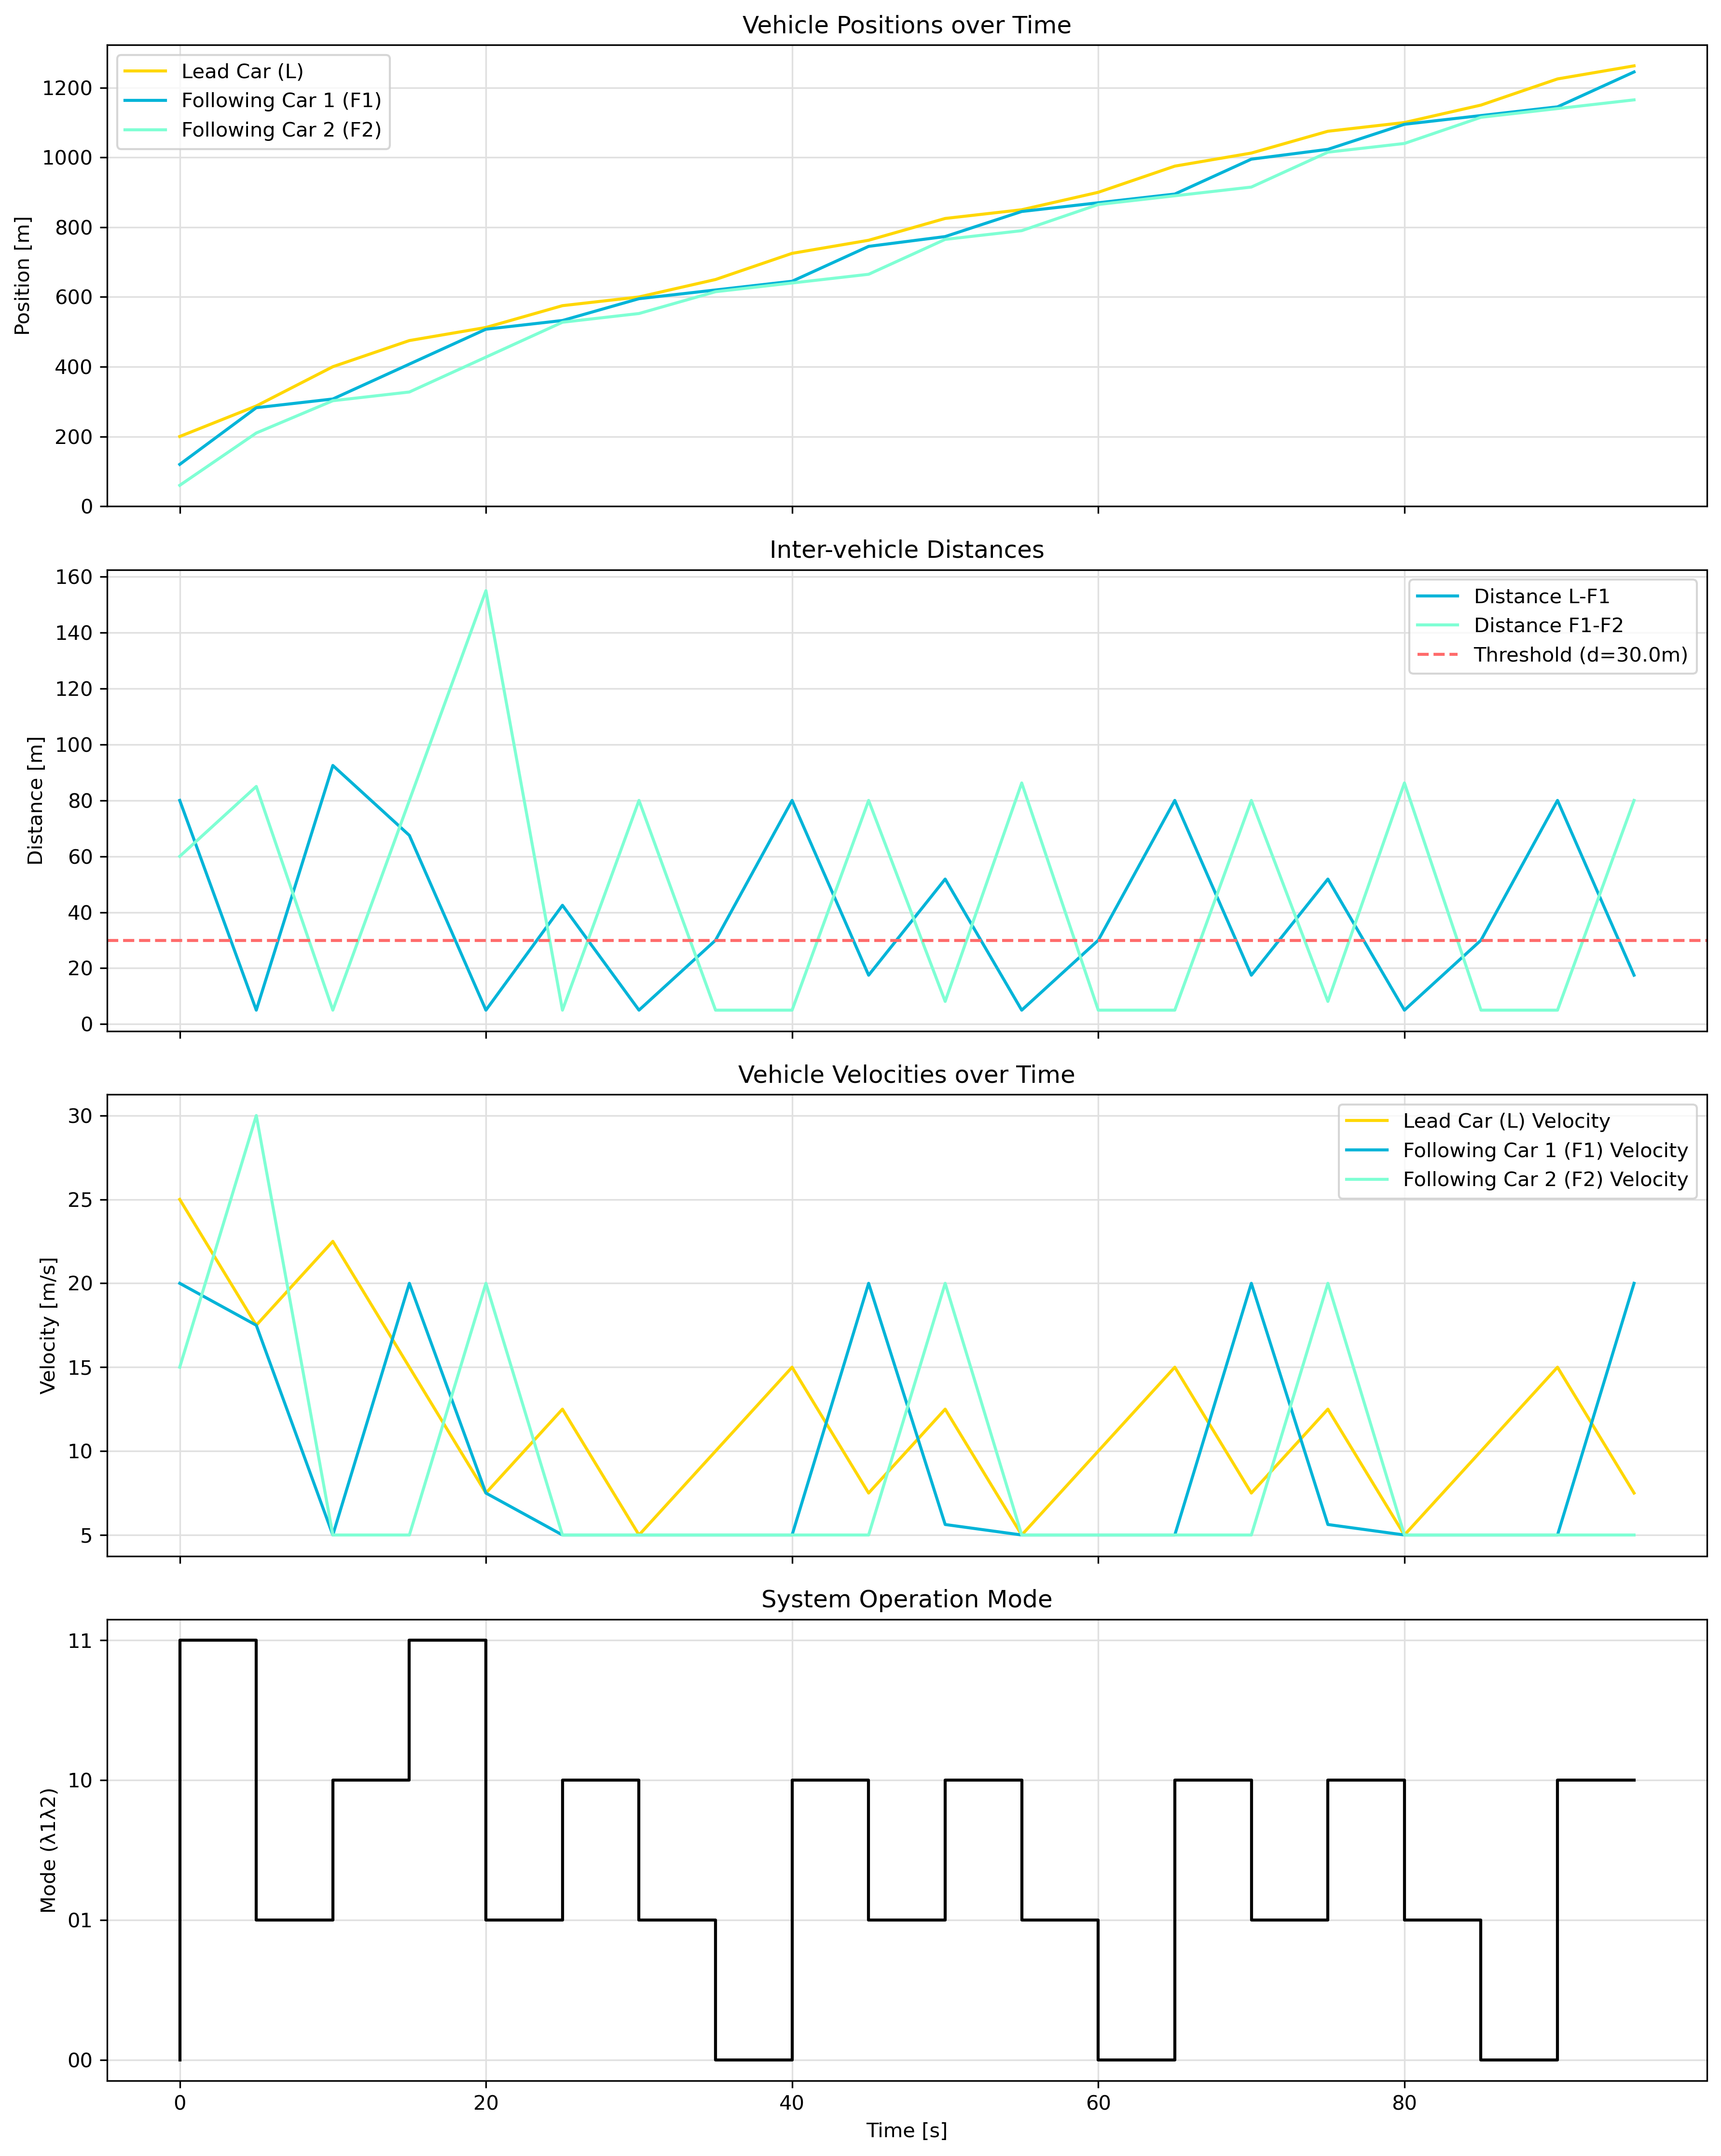 Vehicle Positions over Time
Lead Car (L)
Following Car 1 (F1)
Following Car 2 (F2)
Position [m]
1200
1000
800
600
400
200
0
Inter-vehicle Distances
Distance L-F1
Distance F1-F2
Threshold (d=30.0m)
Distance [m]
160
140
120
100
80
60
40
20
0
Vehicle Velocities over Time
Lead Car (L) Velocity
Following Car 1 (F1) Velocity
Following Car 2 (F2) Velocity
Velocity [m/s]
30
25
20
15
10
5
System Operation Mode
Mode (λ1λ2)
11
10
01
00
0 20 40 60 80
Time [s]